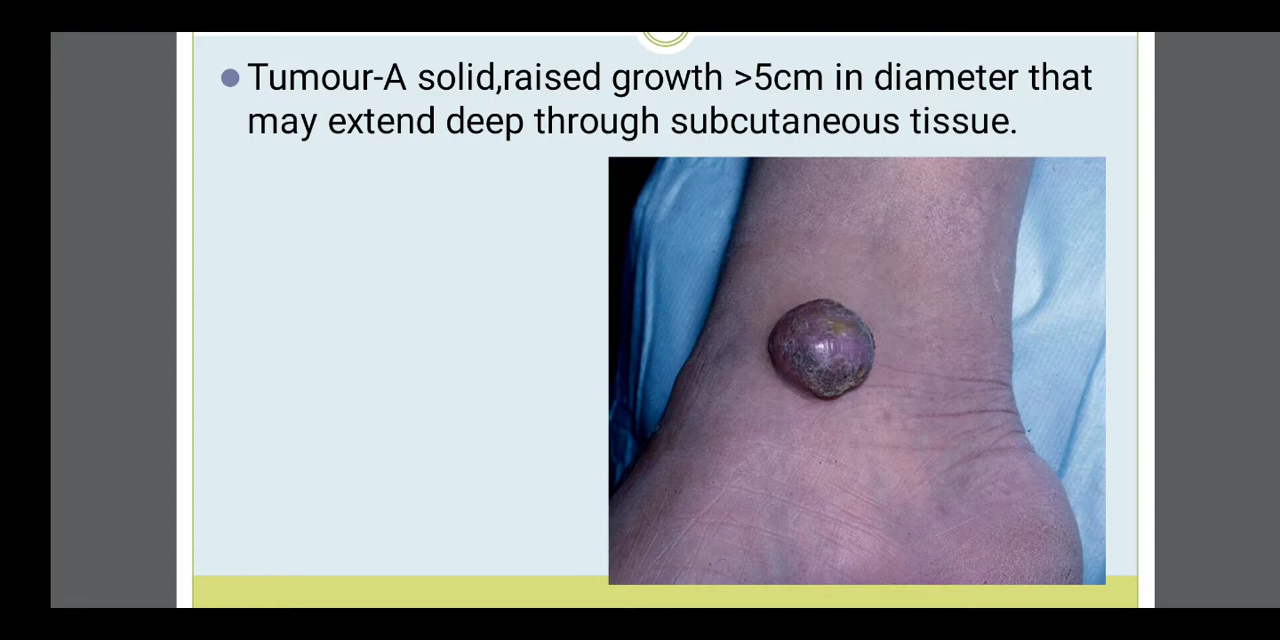 Tumour-A solid,raised growth >5cm in diameter that
may extend deep through subcutaneous tissue.